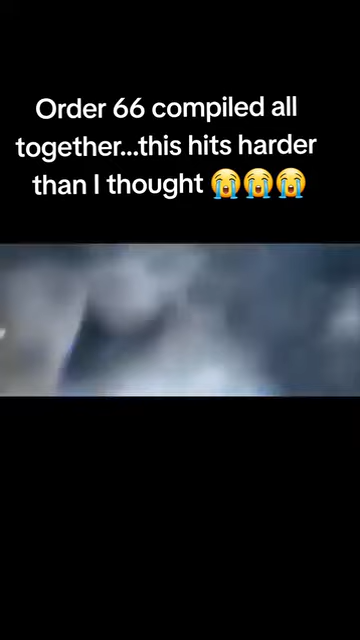 Order 66 compiled all
together...this hits harder
than I thought 😭😭😭